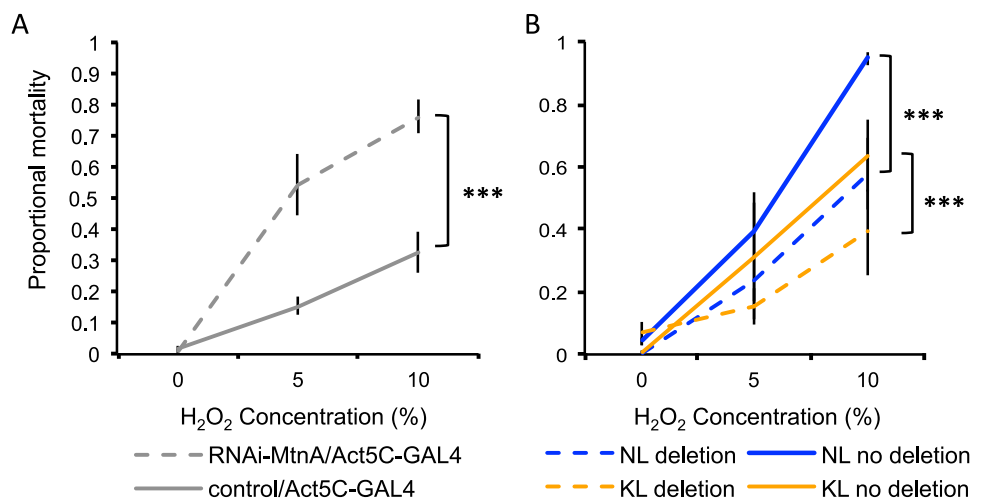 A
Proportional mortality
1
0.9
0.8
0.7
0.6
0.5
0.4
0.3
0.2
0.1
0
0 5 10
H₂O₂ Concentration (%)
***
RNAi-MtnA/Act5C-GAL4
control/Act5C-GAL4
B
1
0.8
0.6
0.4
0.2
0
0 5 10
H₂O₂ Concentration (%)
***
***
NL deletion NL no deletion
KL deletion KL no deletion